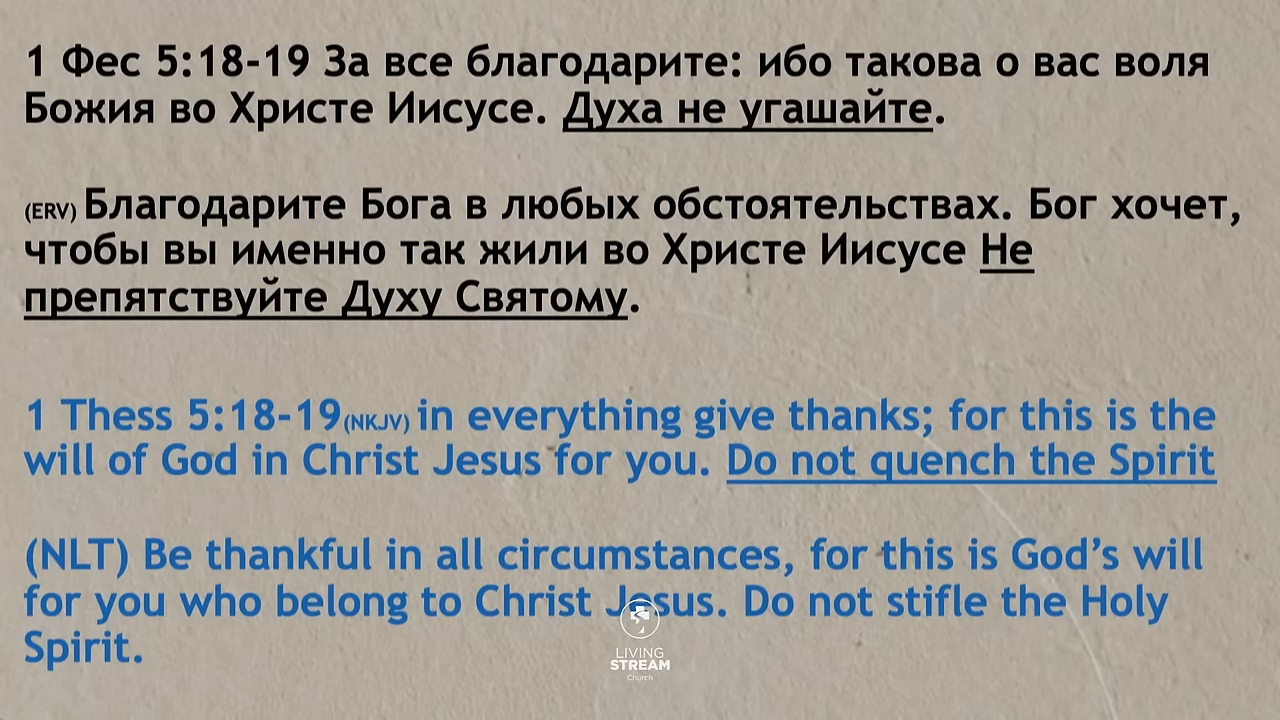 1 Фес 5:18-19 За все благодарите: ибо такова о вас воля
Божия во Христе Иисусе. Духа не угашайте.
(ERV) Благодарите Бога в любых обстоятельствах. Бог хочет,
чтобы вы именно так жили во Христе Иисусе Не
препятствуйте Духу Святому.
1 Thess 5:18-19(NKJV) in everything give thanks; for this is the
will of God in Christ Jesus for you. Do not quench the Spirit
(NLT) Be thankful in all circumstances, for this is God’s will
for you who belong to Christ Jesus. Do not stifle the Holy
Spirit.
LIVING
STREAM
Church